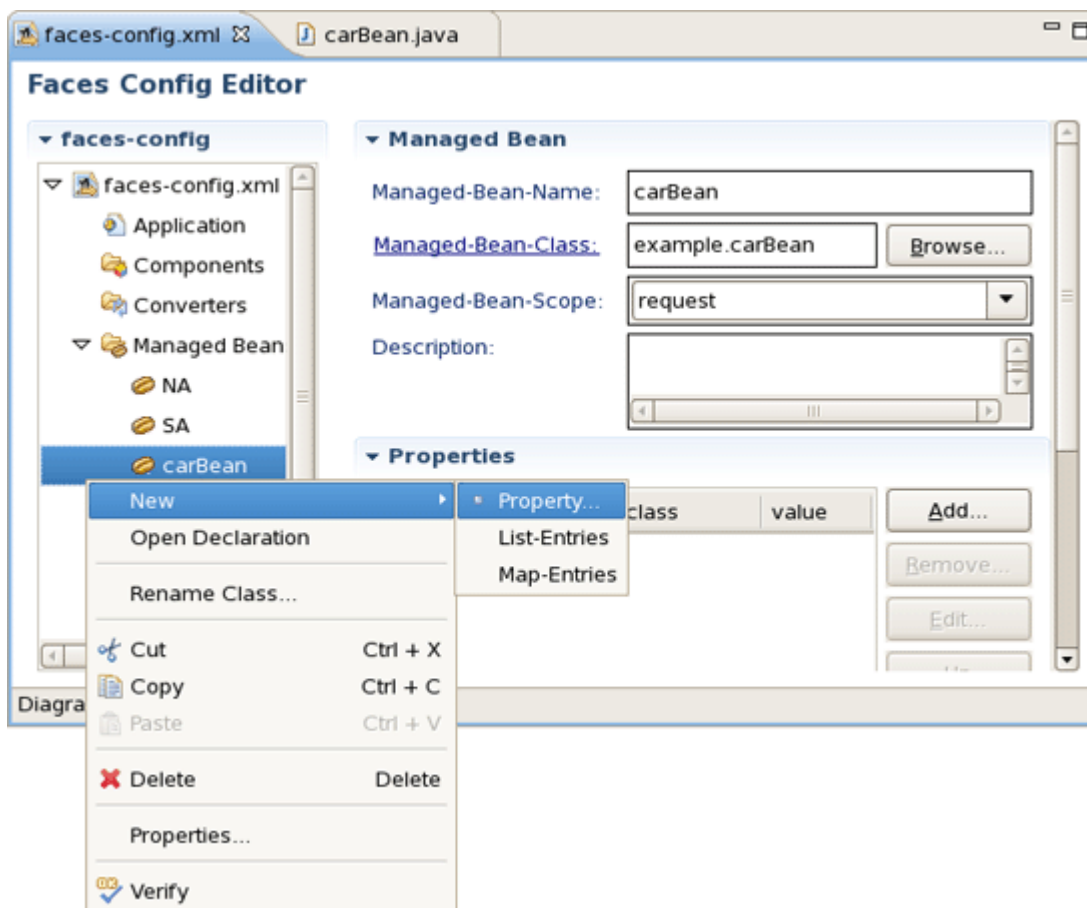 faces-config.xml carBean.java
Faces Config Editor
faces-config
faces-config.xml
Application
Components
Converters
Managed Bean
NA
SA
carBean
Managed Bean
Managed-Bean-Name: carBean
Managed-Bean-Class: example.carBean Browse...
Managed-Bean-Scope: request
Description:
Properties
class value Add...
Remove...
Edit...
New
Open Declaration
Rename Class...
Cut Ctrl + X
Copy Ctrl + C
Paste Ctrl + V
Delete Delete
Properties...
Verify
Property...
List-Entries
Map-Entries
Diagra